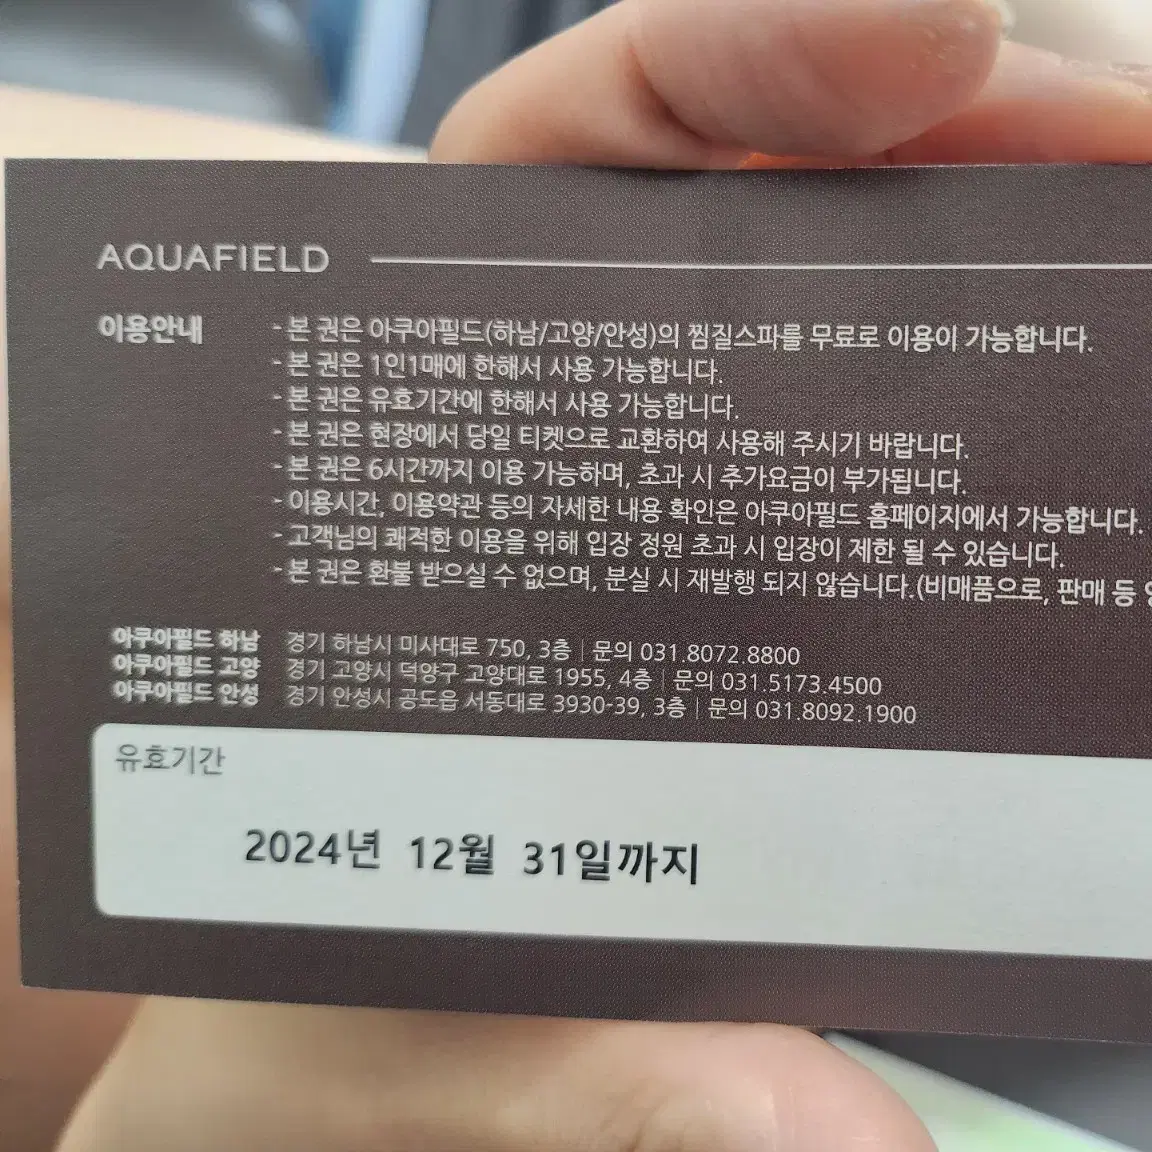 AQUAFIELD
이용안내
- 본 권은 아쿠아필드(하남/고양/안성)의 찜질스파를 무료로 이용이 가능합니다.
- 본 권은 1인1매에 한해서 사용 가능합니다.
- 본 권은 유효기간에 한해서 사용 가능합니다.
- 본 권은 현장에서 당일 티켓으로 교환하여 사용해 주시기 바랍니다.
- 본 권은 6시간까지 이용 가능하며, 초과 시 추가요금이 부가됩니다.
- 이용시간, 이용약관 등의 자세한 내용 확인은 아쿠아필드 홈페이지에서 가능합니다.
- 고객님의 쾌적한 이용을 위해 입장 정원 초과 시 입장이 제한 될 수 있습니다.
- 본 권은 환불 받으실 수 없으며, 분실 시 재발행 되지 않습니다.(비매품으로, 판매 등
아쿠아필드 하남 경기 하남시 미사대로 750, 3층 | 문의 031.8072.8800
아쿠아필드 고양 경기 고양시 덕양구 고양대로 1955, 4층 | 문의 031.5173.4500
아쿠아필드 안성 경기 안성시 공도읍 서동대로 3930-39, 3층 | 문의 031.8092.1900
유효기간
2024년 12월 31일까지